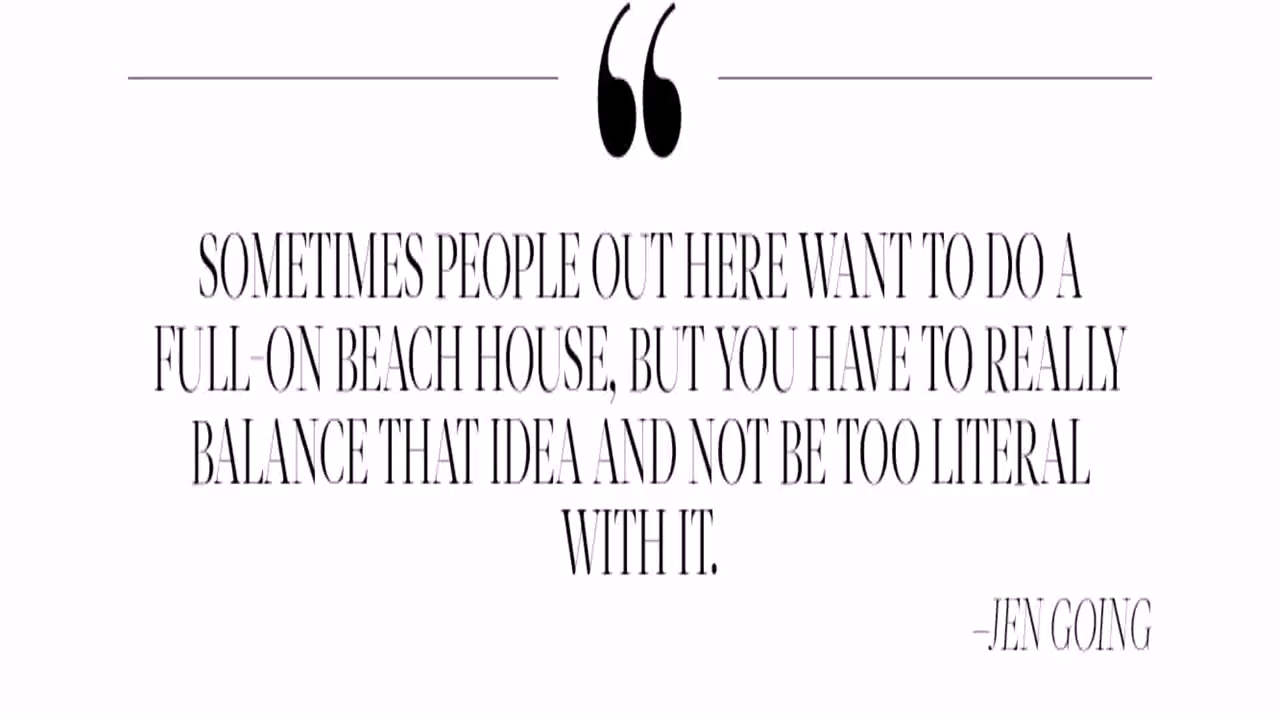 “
SOMETIMES PEOPLE OUT HERE WANT TO DO A
FULL-ON BEACH HOUSE, BUT YOU HAVE TO REALLY
BALANCE THAT IDEA AND NOT BE TOO LITERAL
WITH IT.
–JEN GOING